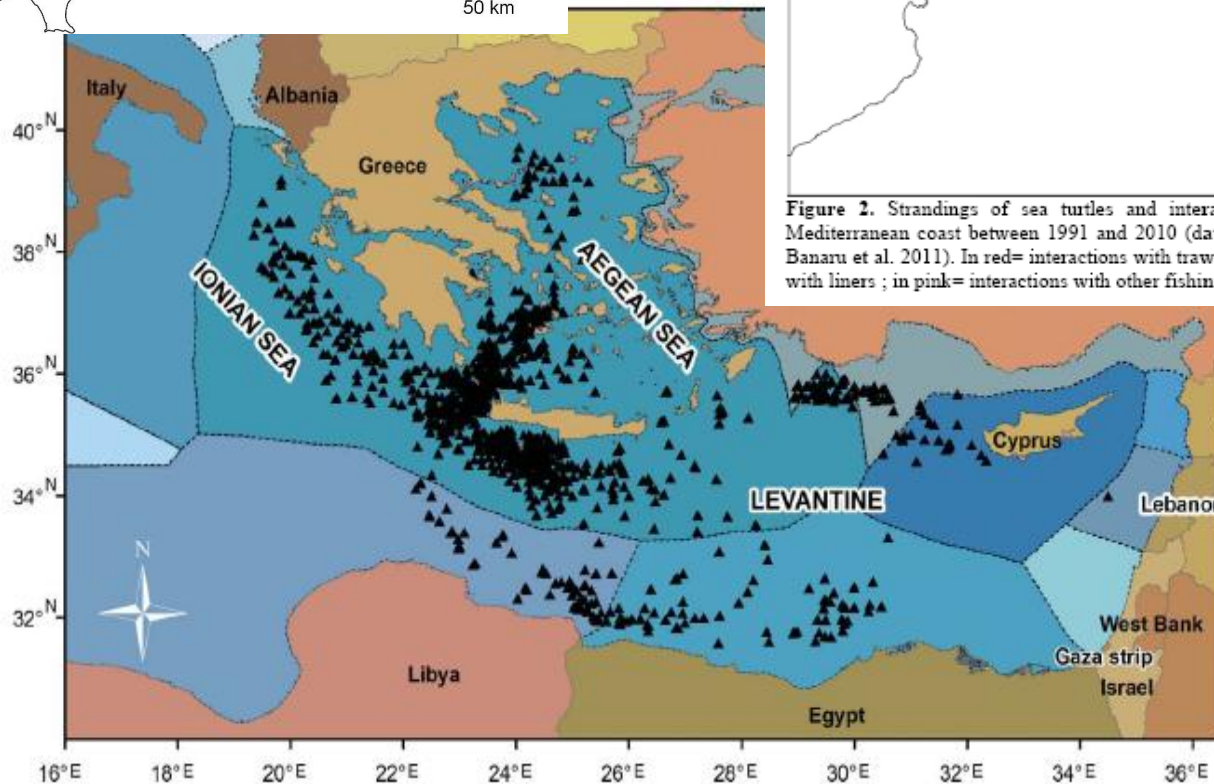 50 km
Figure 2. Strandings of sea turtles and intera
Mediterranean coast between 1991 and 2010 (da
Banaru et al. 2011). In red= interactions with traw
with liners ; in pink= interactions with other fishin
Italy
Albania
Greece
40°N
38°N
36°N
34°N
32°N
IONIAN SEA
AEGEAN SEA
LEVANTINE
Cyprus
Lebano
N
West Bank
Gaza strip
Israel
Libya
Egypt
16°E 18°E 20°E 22°E 24°E 26°E 28°E 30°E 32°E 34°E 36°E